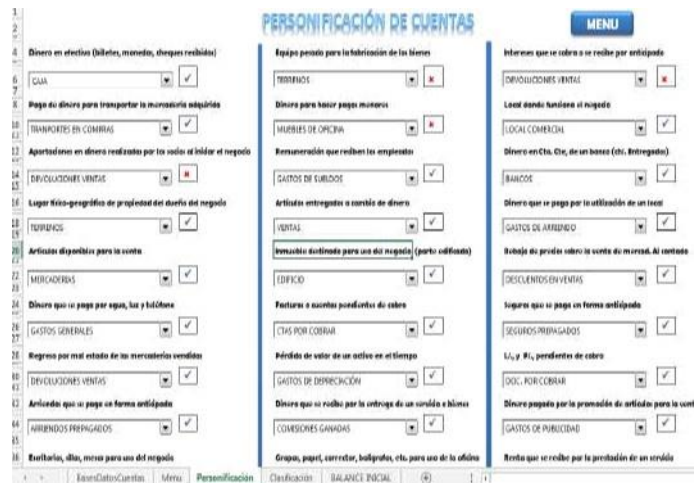 PERSONIFICACIÓN DE CUENTAS
MENU
Dinero en efectivo (billetes, monedas, cheques recibidos)
CAJA
Pago de dinero para transportar la mercadería adquirida
TRANPORTES EN COMPRAS
Aportaciones en dinero realizadas por los socios al iniciar el negocio
DEVOLUCIONES VENTAS
Lugar físico-geográfico de propiedad del dueño del negocio
TERRENOS
Artículos disponibles para la venta
MERCADERÍAS
Dinero que se paga por agua, luz y teléfono
GASTOS GENERALES
Regreso por mal estado de las mercaderías vendidas
DEVOLUCIONES VENTAS
Arriendos que se paga en forma anticipada
ARRIENDOS PREPAGADOS
Escritorios, sillas, mesas para uso del negocio
Equipo pesado para la fabricación de los bienes
TERRENOS
Dinero para hacer pagos menores
MUEBLES DE OFICINA
Remuneración que reciben los empleados
GASTOS DE SUELDOS
Artículos entregados a cambio de dinero
VENTAS
Inmueble destinado para uso del negocio (parte edificada)
EDIFICIO
Facturas o cuentas pendientes de cobro
CTAS POR COBRAR
Pérdida de valor de un activo en el tiempo
GASTOS DE DEPRECIACIÓN
Dinero que se recibe por la entrega de un servicio o bienes
COMISIONES GANADAS
Grapas, papel, corrector, bolígrafos, etc. para uso de la oficina
Intereses que se cobra o se recibe por anticipado
DEVOLUCIONES VENTAS
Local donde funciona el negocio
LOCAL COMERCIAL
Dinero en Cta. Cte. de un banco (chi. Entregados)
BANCOS
Dinero que se paga por la utilización de un local
GASTOS DE ARRIENDO
Rebaja de precios sobre la venta de mercad. Al contado
DESCUENTOS EN VENTAS
Seguros que se paga en forma anticipada
SEGUROS PREPAGADOS
L/. y P/. pendientes de cobro
DOC. POR COBRAR
Dinero pagado por la promoción de artículos para la vent
GASTOS DE PUBLICIDAD
Renta que se recibe por la prestación de un servicio
BasesDatosCuentas Menu Personificación Clasificación BALANCE INICIAL